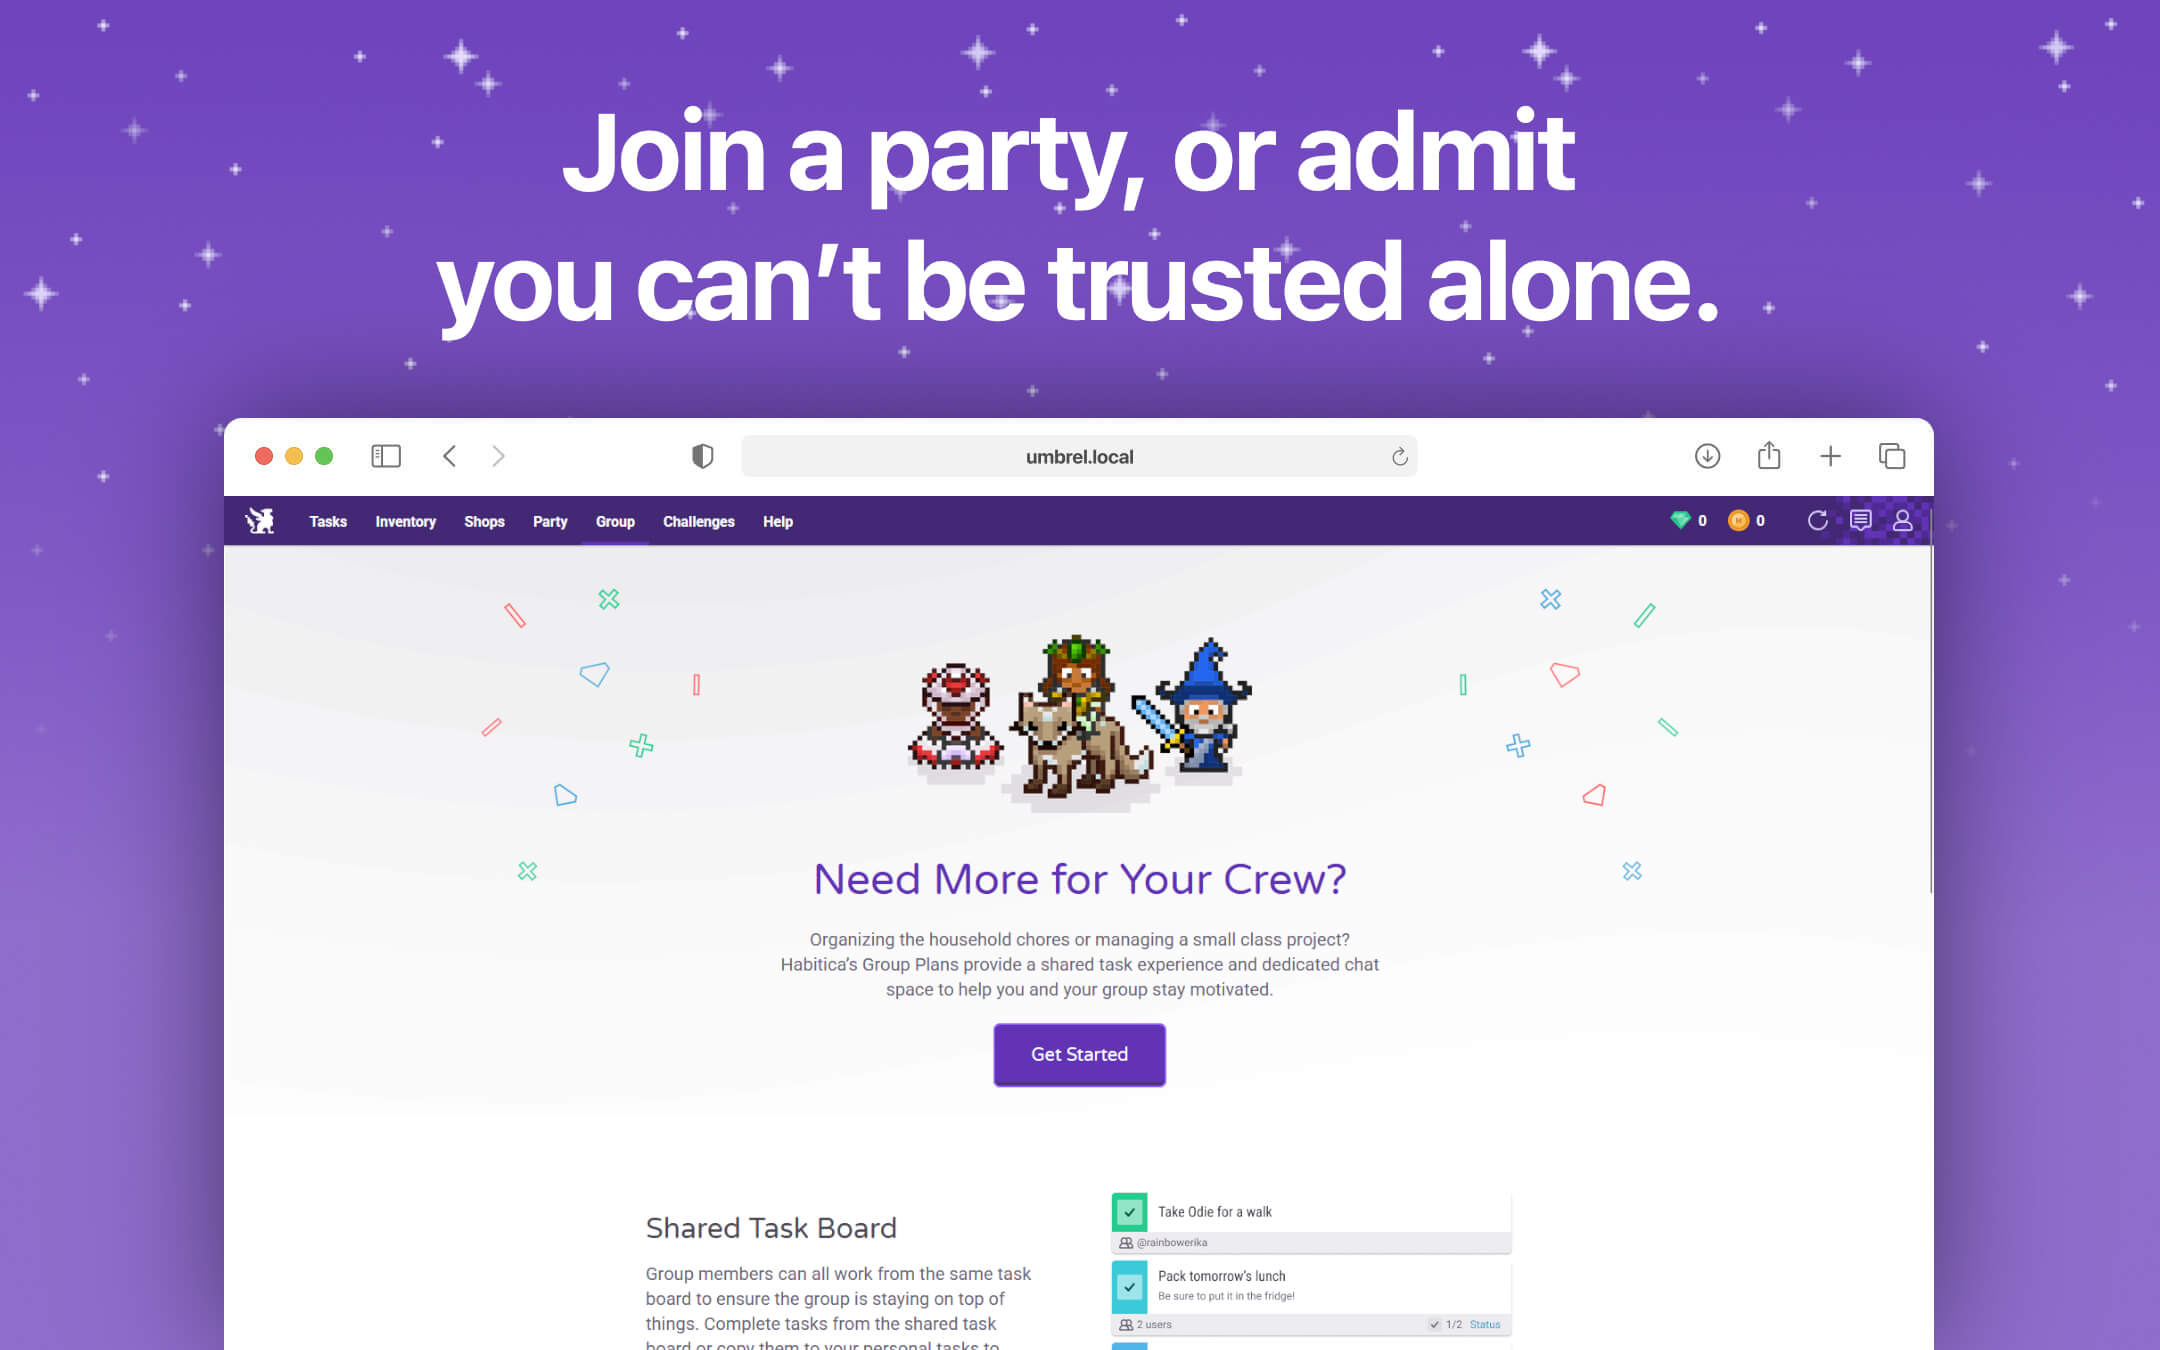 Join a party, or admit
you can’t be trusted alone.
umbrel.local
Tasks Inventory Shops Party Group Challenges Help 0 0
Need More for Your Crew?
Organizing the household chores or managing a small class project?
Habitica’s Group Plans provide a shared task experience and dedicated chat
space to help you and your group stay motivated.
Get Started
Shared Task Board
Group members can all work from the same task
board to ensure the group is staying on top of
things. Complete tasks from the shared task
board or copy them to your personal tasks to
Take Odie for a walk
@rainbowerika
Pack tomorrow’s lunch
Be sure to put it in the fridge!
2 users 1/2 Status